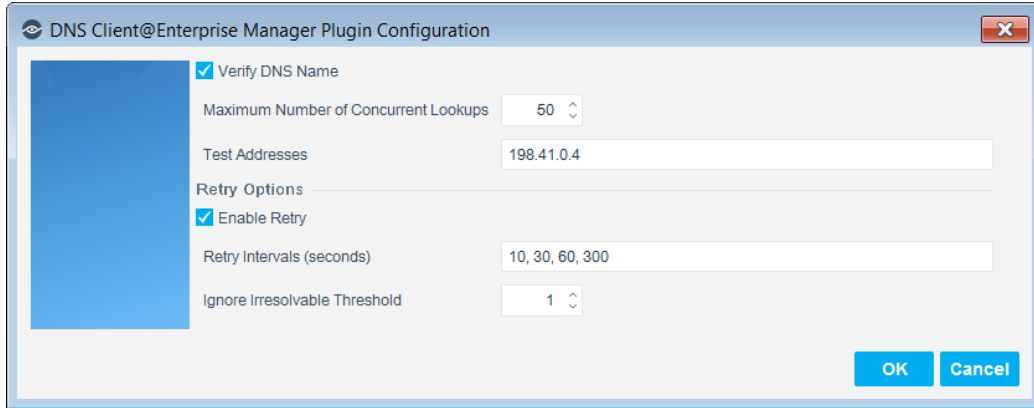 DNS Client@Enterprise Manager Plugin Configuration
Verify DNS Name
Maximum Number of Concurrent Lookups 50
Test Addresses 198.41.0.4
Retry Options
Enable Retry
Retry Intervals (seconds) 10, 30, 60, 300
Ignore Irresolvable Threshold 1
OK Cancel